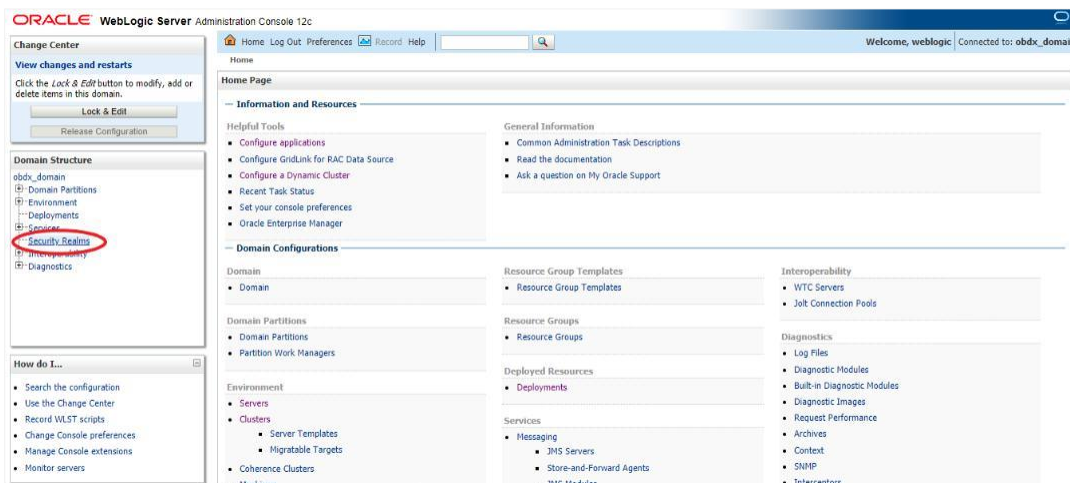 ORACLE WebLogic Server Administration Console 12c
Change Center
View changes and restarts
Click the Lock & Edit button to modify, add or
delete items in this domain.
Lock & Edit
Release Configuration
Domain Structure
obdx_domain
Domain Partitions
Environment
Deployments
Services
Security Realms
Interoperability
Diagnostics
How do I...
Search the configuration
Use the Change Center
Record WLST scripts
Change Console preferences
Manage Console extensions
Monitor servers
Home Log Out Preferences Record Help
Welcome, weblogic Connected to: obdx_domai
Home
Home Page
Information and Resources
Helpful Tools
Configure applications
Configure GridLink for RAC Data Source
Configure a Dynamic Cluster
Recent Task Status
Set your console preferences
Oracle Enterprise Manager
General Information
Common Administration Task Descriptions
Read the documentation
Ask a question on My Oracle Support
Domain Configurations
Domain
Domain
Domain Partitions
Domain Partitions
Partition Work Managers
Environment
Servers
Clusters
Server Templates
Migratable Targets
Coherence Clusters
Resource Group Templates
Resource Group Templates
Resource Groups
Resource Groups
Deployed Resources
Deployments
Services
Messaging
JMS Servers
Store-and-Forward Agents
JMS Modules
Interoperability
WTC Servers
Jolt Connection Pools
Diagnostics
Log Files
Diagnostic Modules
Built-in Diagnostic Modules
Diagnostic Images
Request Performance
Archives
Context
SNMP
Interceptors